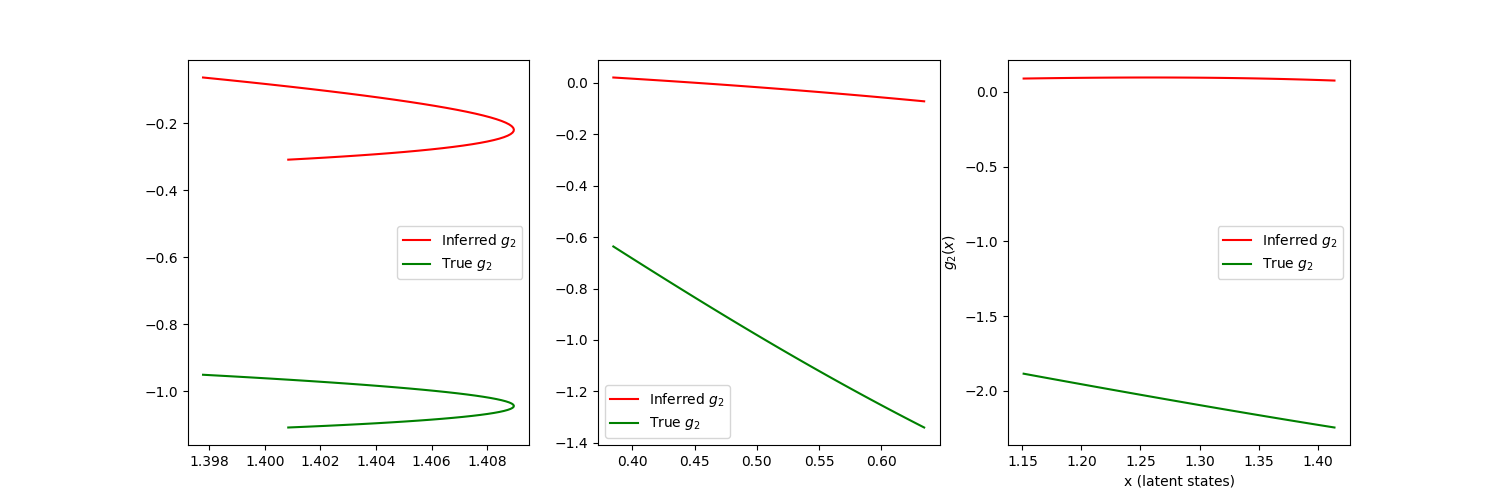 −0.2
−0.4
−0.6
−0.8
−1.0
1.398 1.400 1.402 1.404 1.406 1.408
Inferred g₂
True g₂
0.0
−0.2
−0.4
−0.6
−0.8
−1.0
−1.2
−1.4
0.40 0.45 0.50 0.55 0.60
Inferred g₂
True g₂
g₂(x)
0.0
−0.5
−1.0
−1.5
−2.0
1.15 1.20 1.25 1.30 1.35 1.40
x (latent states)
Inferred g₂
True g₂